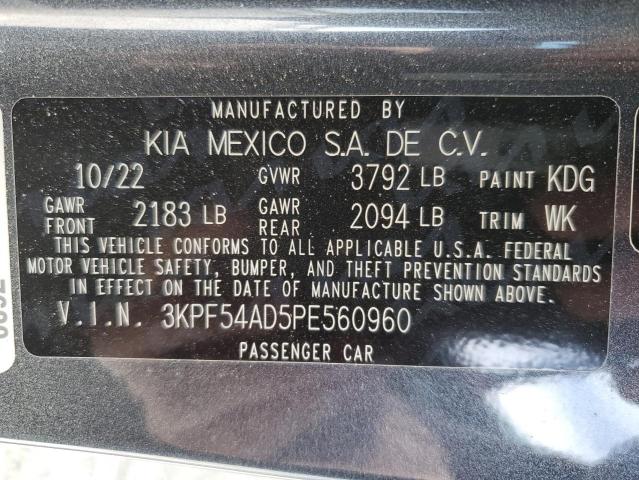 MANUFACTURED BY
KIA MEXICO S.A. DE C.V.
10/22 GVWR 3792 LB PAINT KDG
GAWR FRONT 2183 LB GAWR REAR 2094 LB TRIM WK
THIS VEHICLE CONFORMS TO ALL APPLICABLE U.S.A. FEDERAL
MOTOR VEHICLE SAFETY, BUMPER, AND THEFT PREVENTION STANDARDS
IN EFFECT ON THE DATE OF MANUFACTURE SHOWN ABOVE.
V.I.N. 3KPF54AD5PE560960
PASSENGER CAR